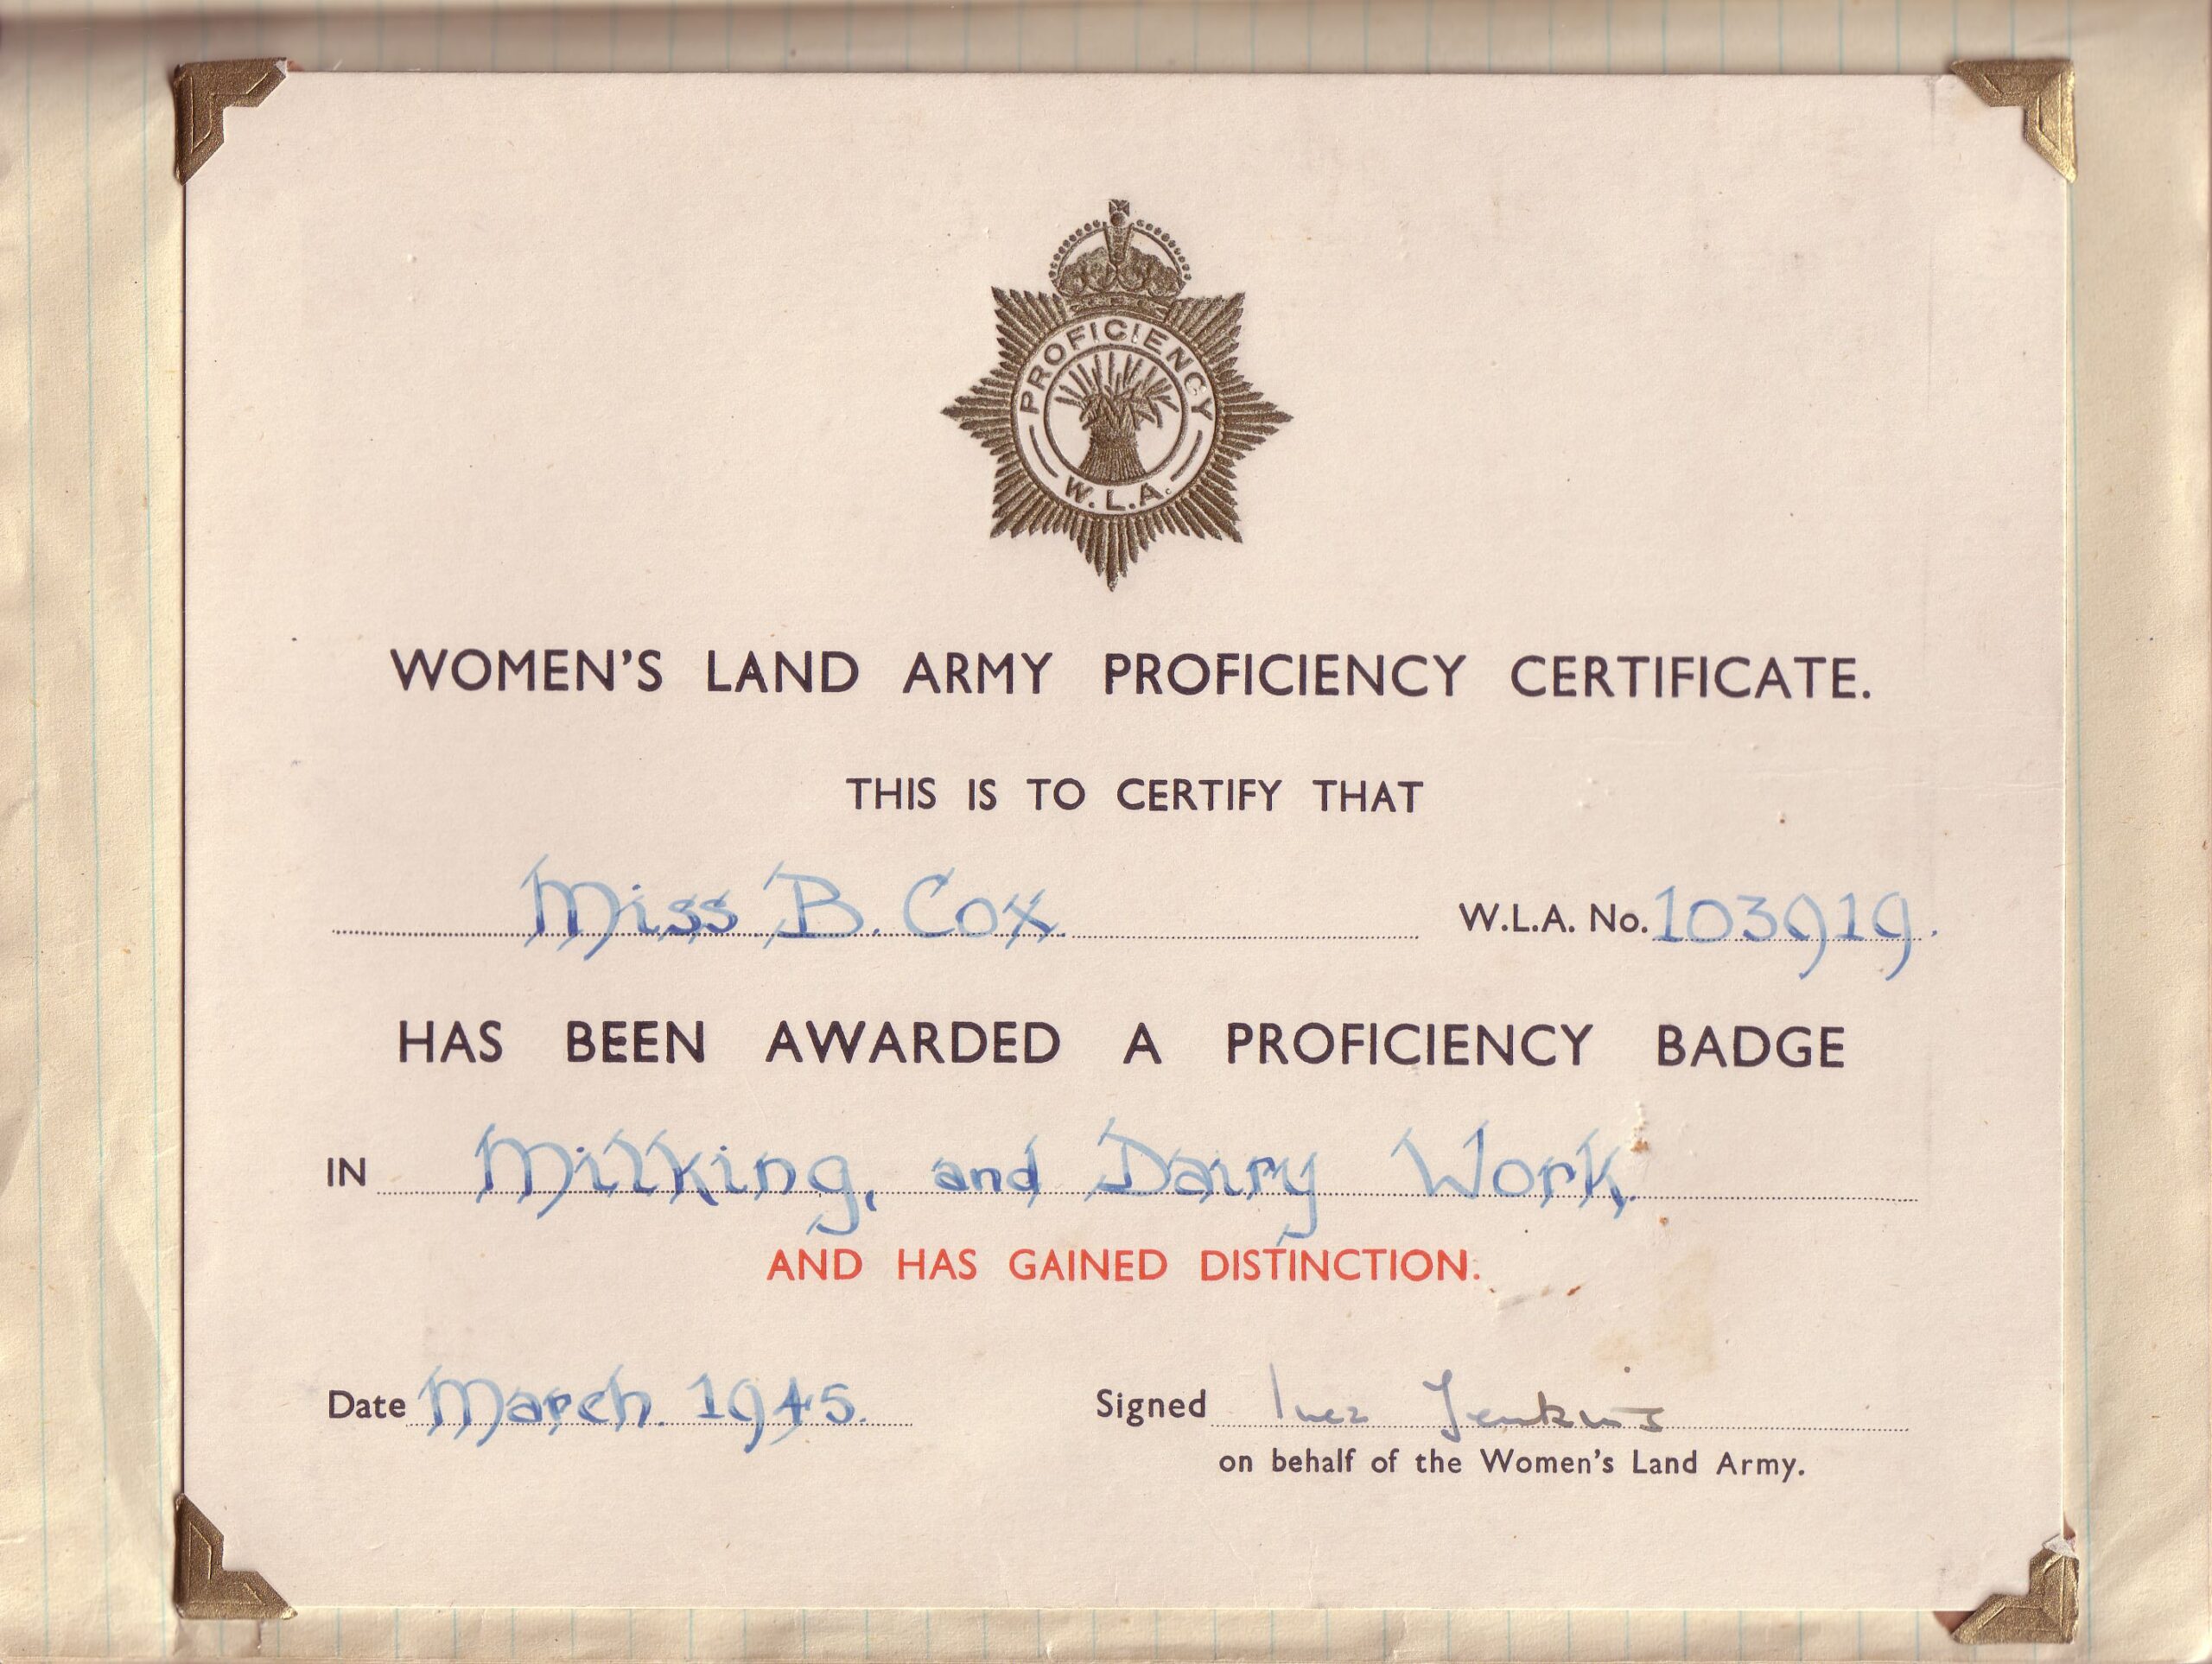 PROFICIENCY
W.L.A.
WOMEN'S LAND ARMY PROFICIENCY CERTIFICATE.
THIS IS TO CERTIFY THAT
Miss B. Cox. W.L.A. No. 103919.
HAS BEEN AWARDED A PROFICIENCY BADGE
IN Milking, and Dairy Work.
AND HAS GAINED DISTINCTION.
Date March. 1945. Signed Inez Jenkins
on behalf of the Women's Land Army.